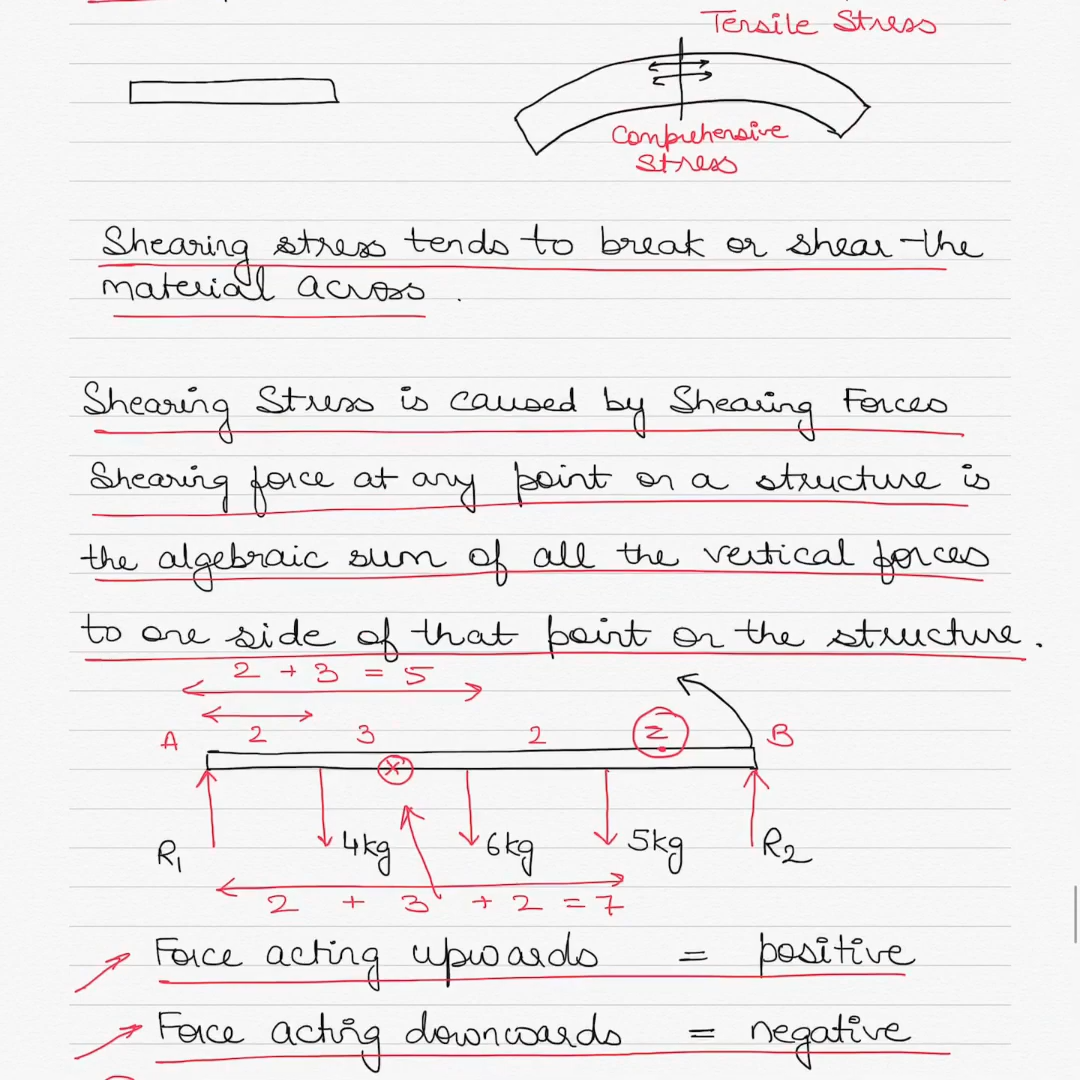 Tensile Stress
Comprehensive
Stress
Shearing stress tends to break or shear the
material across.
Shearing Stress is caused by Shearing Forces
Shearing force at any point on a structure is
the algebraic sum of all the vertical forces
to one side of that point on the structure.
2 + 3 = 5
A 2 3 2 2 B
X
R1 4kg 6kg 5kg R2
2 + 3 + 2 = 7
Force acting upwards = positive
Force acting downwards = negative